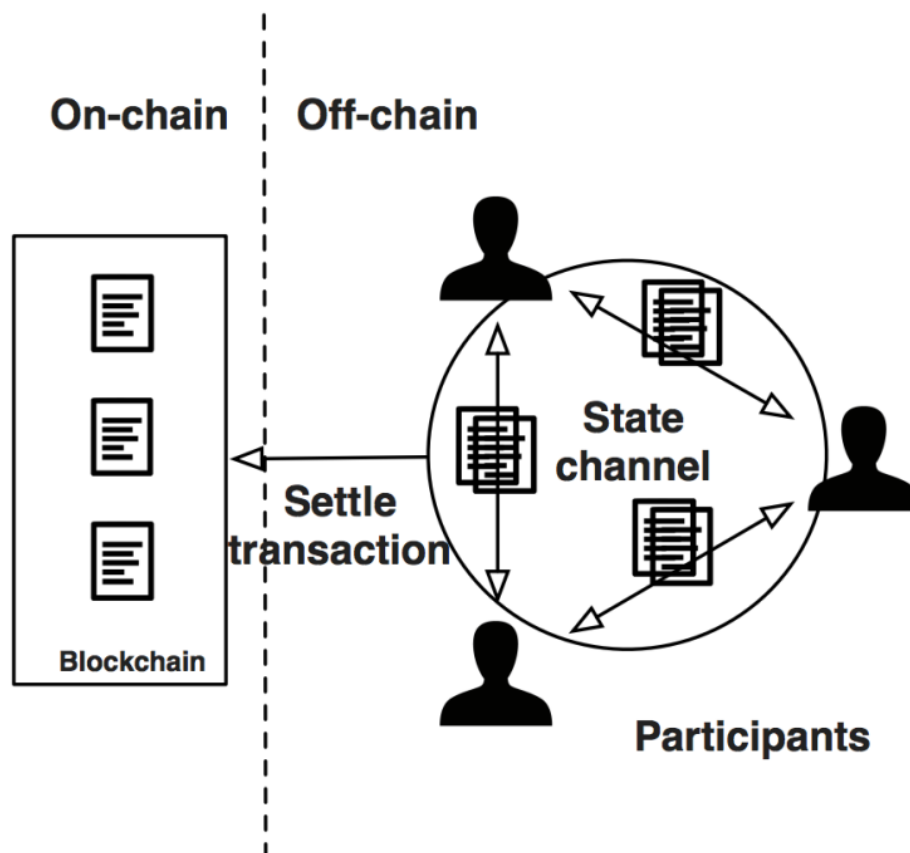 On-chain
Off-chain
State
channel
Settle
transaction
Blockchain
Participants